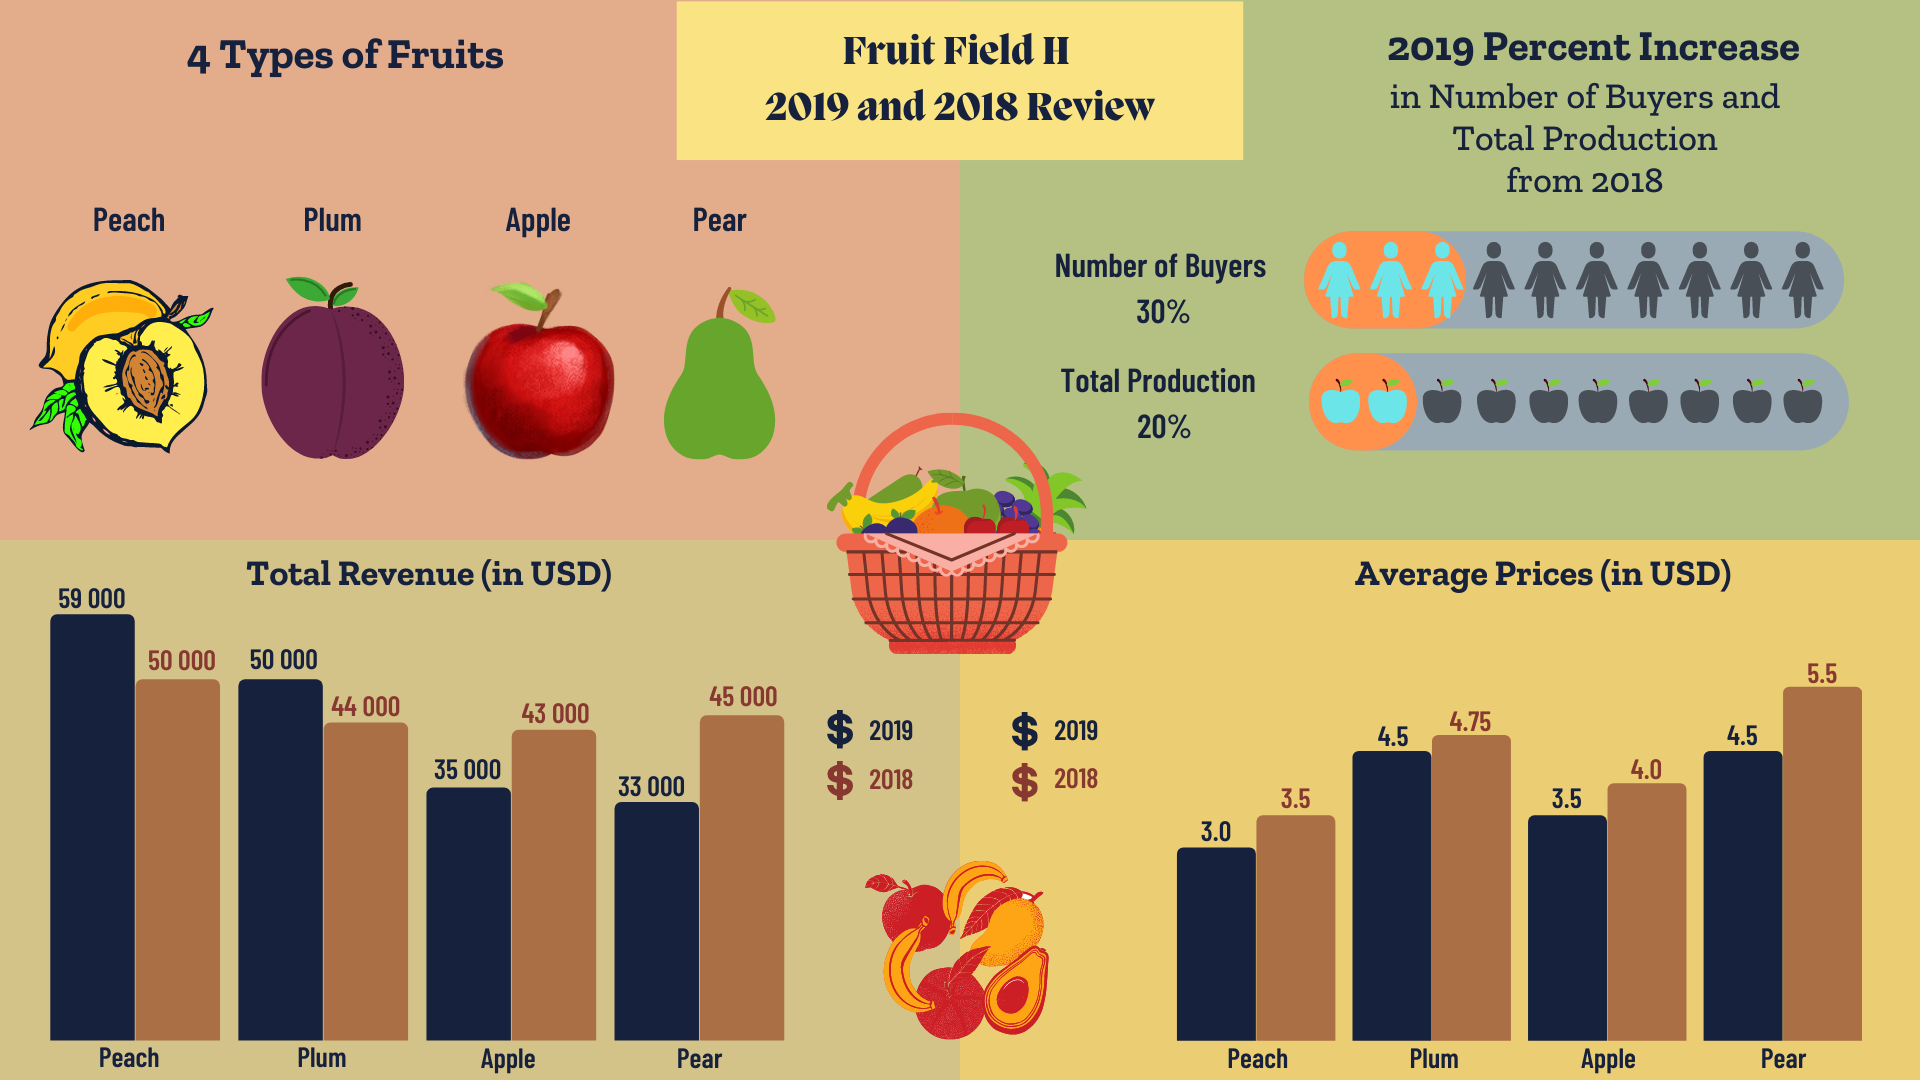 4 Types of Fruits
Peach
Plum
Apple
Pear
Fruit Field H
2019 and 2018 Review
2019 Percent Increase
in Number of Buyers and
Total Production
from 2018
Number of Buyers
30%
Total Production
20%
Total Revenue (in USD)
59 000
50 000
50 000
44 000
35 000
43 000
33 000
45 000
Peach
Plum
Apple
Pear
$ 2019
$ 2018
Average Prices (in USD)
$ 2019
$ 2018
3.0
3.5
4.5
4.75
3.5
4.0
4.5
5.5
Peach
Plum
Apple
Pear